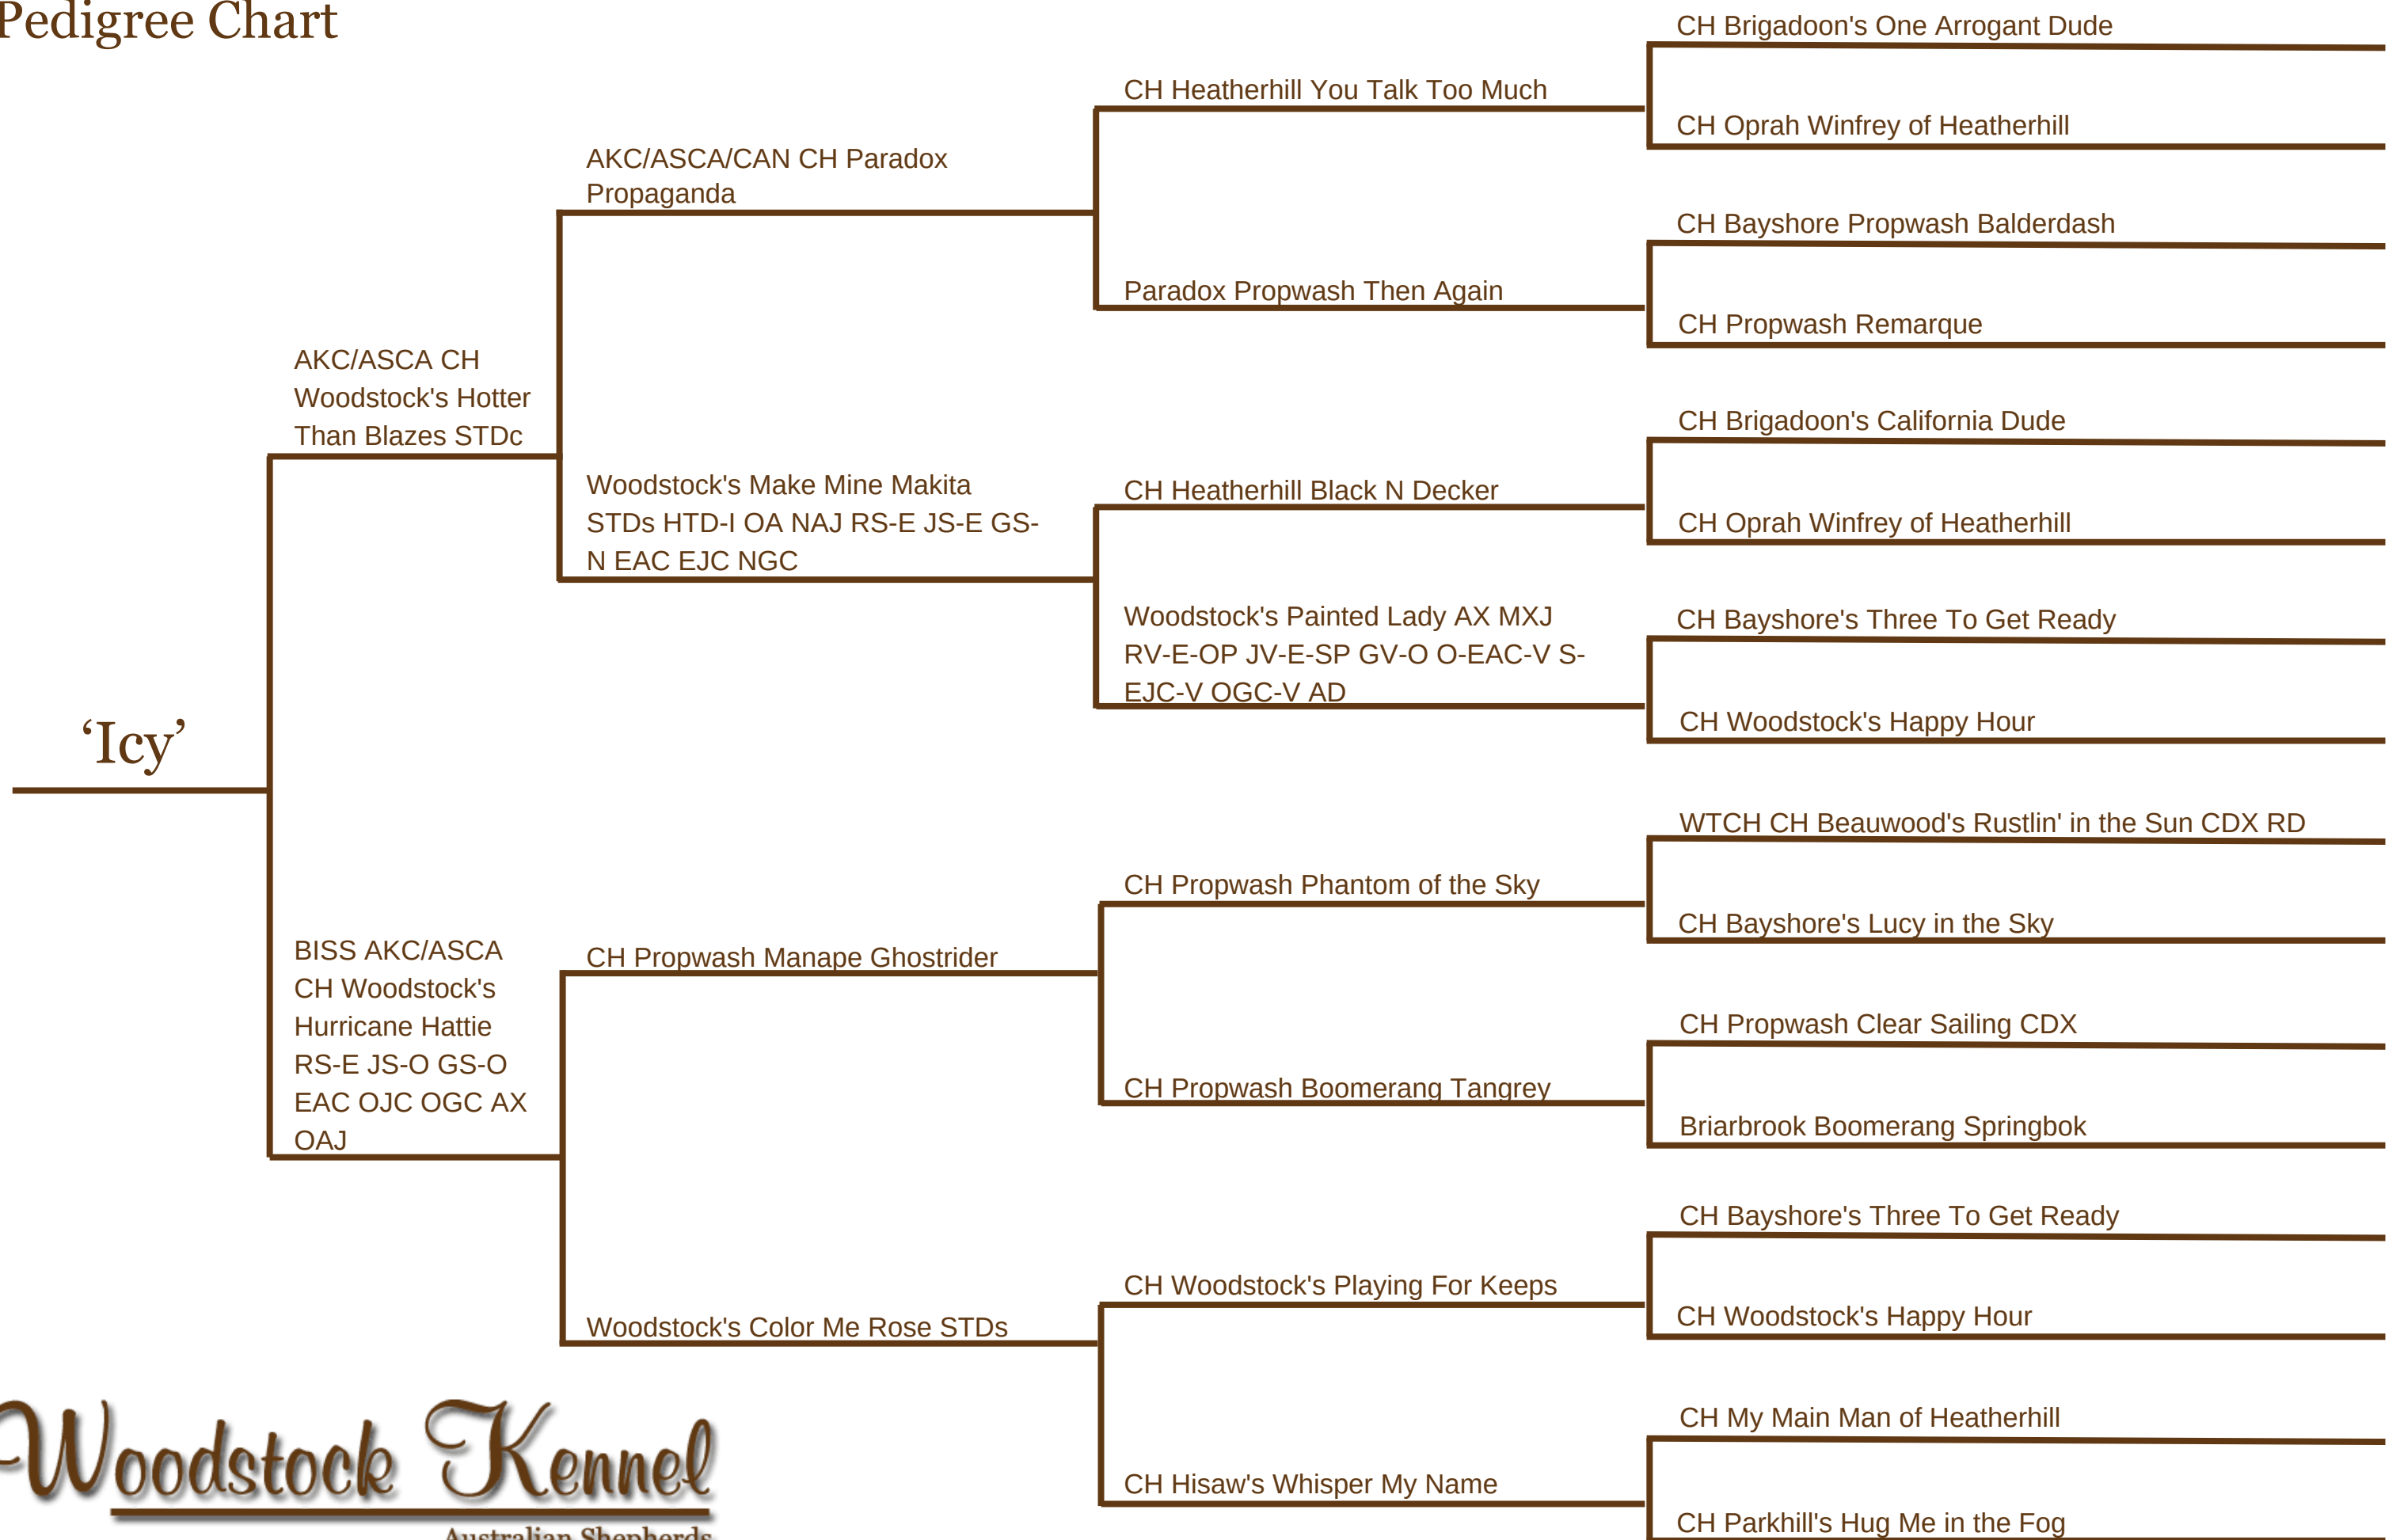 Pedigree Chart
CH Brigadoon's One Arrogant Dude
CH Heatherhill You Talk Too Much
CH Oprah Winfrey of Heatherhill
AKC/ASCA/CAN CH Paradox
Propaganda
CH Bayshore Propwash Balderdash
Paradox Propwash Then Again
CH Propwash Remarque
AKC/ASCA CH
Woodstock's Hotter
Than Blazes STDc
CH Brigadoon's California Dude
Woodstock's Make Mine Makita
STDs HTD-I OA NAJ RS-E JS-E GS-
N EAC EJC NGC
CH Heatherhill Black N Decker
CH Oprah Winfrey of Heatherhill
Woodstock's Painted Lady AX MXJ
RV-E-OP JV-E-SP GV-O O-EAC-V S-
EJC-V OGC-V AD
CH Bayshore's Three To Get Ready
CH Woodstock's Happy Hour
‘Icy’
WTCH CH Beauwood's Rustlin' in the Sun CDX RD
CH Propwash Phantom of the Sky
CH Bayshore's Lucy in the Sky
BISS AKC/ASCA
CH Woodstock's
Hurricane Hattie
RS-E JS-O GS-O
EAC OJC OGC AX
OAJ
CH Propwash Manape Ghostrider
CH Propwash Clear Sailing CDX
CH Propwash Boomerang Tangrey
Briarbrook Boomerang Springbok
CH Bayshore's Three To Get Ready
CH Woodstock's Playing For Keeps
CH Woodstock's Happy Hour
Woodstock's Color Me Rose STDs
CH My Main Man of Heatherhill
CH Hisaw's Whisper My Name
CH Parkhill's Hug Me in the Fog
Woodstock Kennel
Australian Shepherds